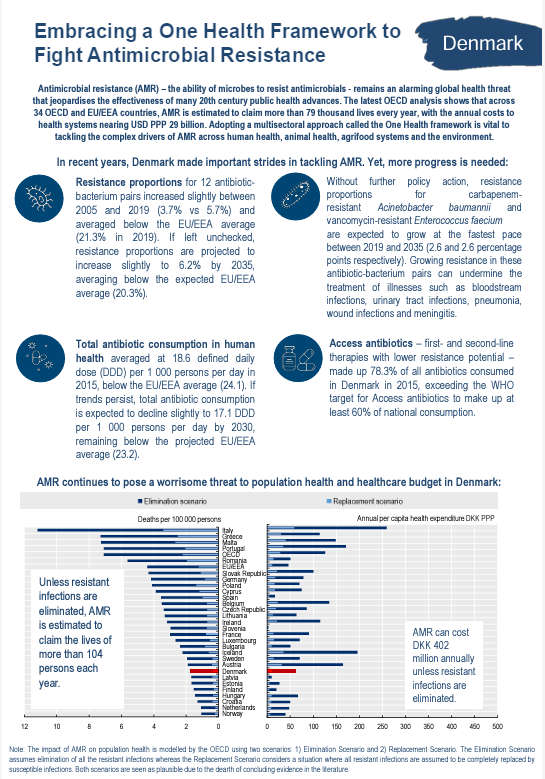 Embracing a One Health Framework to
Fight Antimicrobial Resistance
Denmark
Antimicrobial resistance (AMR) – the ability of microbes to resist antimicrobials - remains an alarming global health threat
that jeopardises the effectiveness of many 20th century public health advances. The latest OECD analysis shows that across
34 OECD and EU/EEA countries, AMR is estimated to claim more than 79 thousand lives every year, with the annual costs to
health systems nearing USD PPP 29 billion. Adopting a multisectoral approach called the One Health framework is vital to
tackling the complex drivers of AMR across human health, animal health, agrifood systems and the environment.
In recent years, Denmark made important strides in tackling AMR. Yet, more progress is needed:
Resistance proportions for 12 antibiotic-
bacterium pairs increased slightly between
2005 and 2019 (3.7% vs 5.7%) and
averaged below the EU/EEA average
(21.3% in 2019). If left unchecked,
resistance proportions are projected to
increase slightly to 6.2% by 2035,
averaging below the expected EU/EEA
average (20.3%).
Without further policy action, resistance
proportions for carbapenem-
resistant Acinetobacter baumannii and
vancomycin-resistant Enterococcus faecium
are expected to grow at the fastest pace
between 2019 and 2035 (2.6 and 2.6 percentage
points respectively). Growing resistance in these
antibiotic-bacterium pairs can undermine the
treatment of illnesses such as bloodstream
infections, urinary tract infections, pneumonia,
wound infections and meningitis.
Total antibiotic consumption in human
health averaged at 18.6 defined daily
dose (DDD) per 1 000 persons per day in
2015, below the EU/EEA average (24.1). If
trends persist, total antibiotic consumption
is expected to decline slightly to 17.1 DDD
per 1 000 persons per day by 2030,
remaining below the projected EU/EEA
average (23.2).
Access antibiotics – first- and second-line
therapies with lower resistance potential –
made up 78.3% of all antibiotics consumed
in Denmark in 2015, exceeding the WHO
target for Access antibiotics to make up at
least 60% of national consumption.
AMR continues to pose a worrisome threat to population health and healthcare budget in Denmark:
Elimination scenario
Replacement scenario
Deaths per 100 000 persons
Annual per capita health expenditure DKK PPP
Italy
Greece
Malta
Portugal
OECD
Romania
EU/EEA
Slovak Republic
Germany
Poland
Cyprus
Spain
Belgium
Czech Republic
Lithuania
Ireland
Slovenia
France
Luxembourg
Bulgaria
Iceland
Sweden
Austria
Denmark
Latvia
Estonia
Finland
Hungary
Croatia
Netherlands
Norway
Unless resistant
infections are
eliminated, AMR
is estimated to
claim the lives of
more than 104
persons each
year.
AMR can cost
DKK 402
million annually
unless resistant
infections are
eliminated.
12 10 8 6 4 2 0
0 50 100 150 200 250 300 350 400 450 500
Note: The impact of AMR on population health is modelled by the OECD using two scenarios: 1) Elimination Scenario and 2) Replacement Scenario. The Elimination Scenario
assumes elimination of all the resistant infections whereas the Replacement Scenario considers a situation where all resistant infections are assumed to be completely replaced by
susceptible infections. Both scenarios are seen as plausible due to the dearth of concluding evidence in the literature.